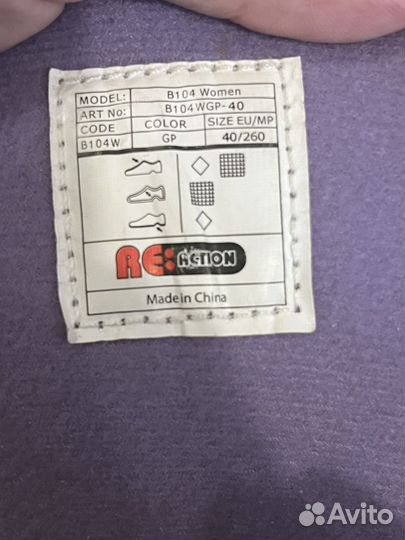 MODEL: B104 Women
ART No: B104WGP-40
CODE COLOR SIZE EU/MP
B104W GP 40/260
RE:ACTION
Made in China
Avito